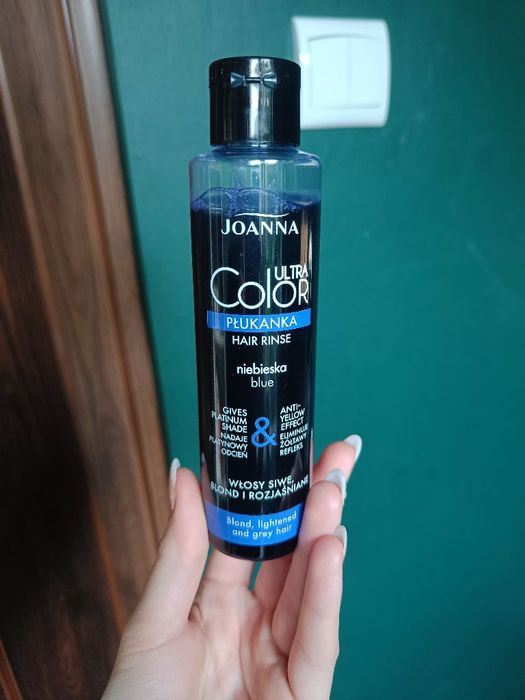 JOANNA
ULTRA
COLOR
PŁUKANKA
HAIR RINSE
niebieska
blue
GIVES
PLATINUM
SHADE
NADAJE
PLATYNOWY
ODCIEŃ
&
ANTI-
YELLOW
EFFECT
ELIMINUJE
ŻÓŁTAWY
REFLEKS
WŁOSY SIWE,
BLOND I ROZJAŚNIANE
Blond, lightened
and grey hair